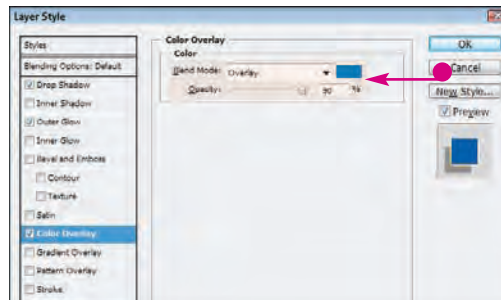 Layer Style
Styles
Blending Options: Default
Drop Shadow
Inner Shadow
Outer Glow
Inner Glow
Bevel and Emboss
Contour
Texture
Satin
Color Overlay
Gradient Overlay
Pattern Overlay
Stroke
Color Overlay
Color
Blend Mode: Overlay
Opacity: 90 %
OK
Cancel
New Style...
Preview